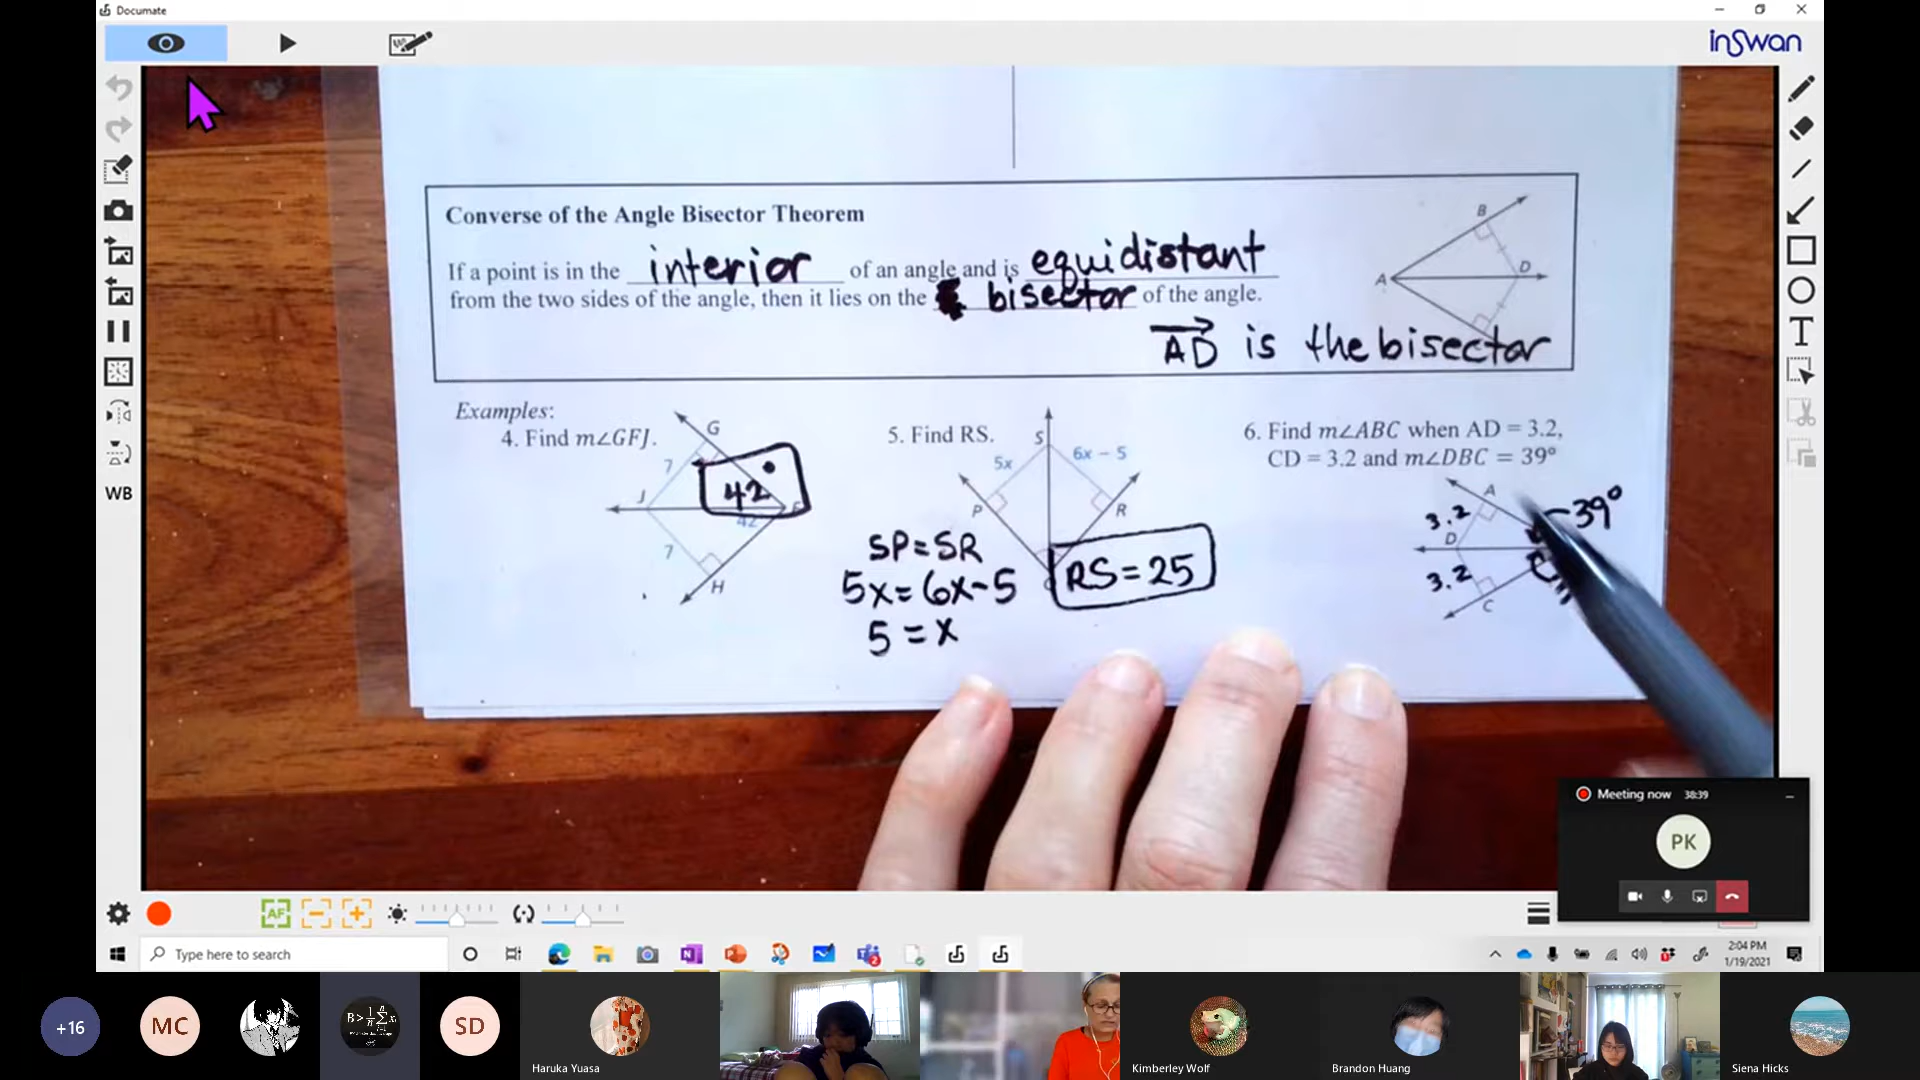 Documate
inSwan
Converse of the Angle Bisector Theorem
If a point is in the interior of an angle and is equidistant
from the two sides of the angle, then it lies on the bisector of the angle.
AD is the bisector
B
D
A
Examples:
4. Find m∠GFJ.
G
7
J
42°
42
7
H
5. Find RS.
S
5x
6x − 5
P
R
SP=SR
5x=6x-5
5 = x
RS=25
6. Find m∠ABC when AD = 3.2,
CD = 3.2 and m∠DBC = 39°
A
39°
3.2
D
3.2
C
WB
T
Meeting now 38:39
PK
AF
Type here to search
2:04 PM
1/19/2021
+16
MC
SD
Haruka Yuasa
Kimberley Wolf
Brandon Huang
Siena Hicks